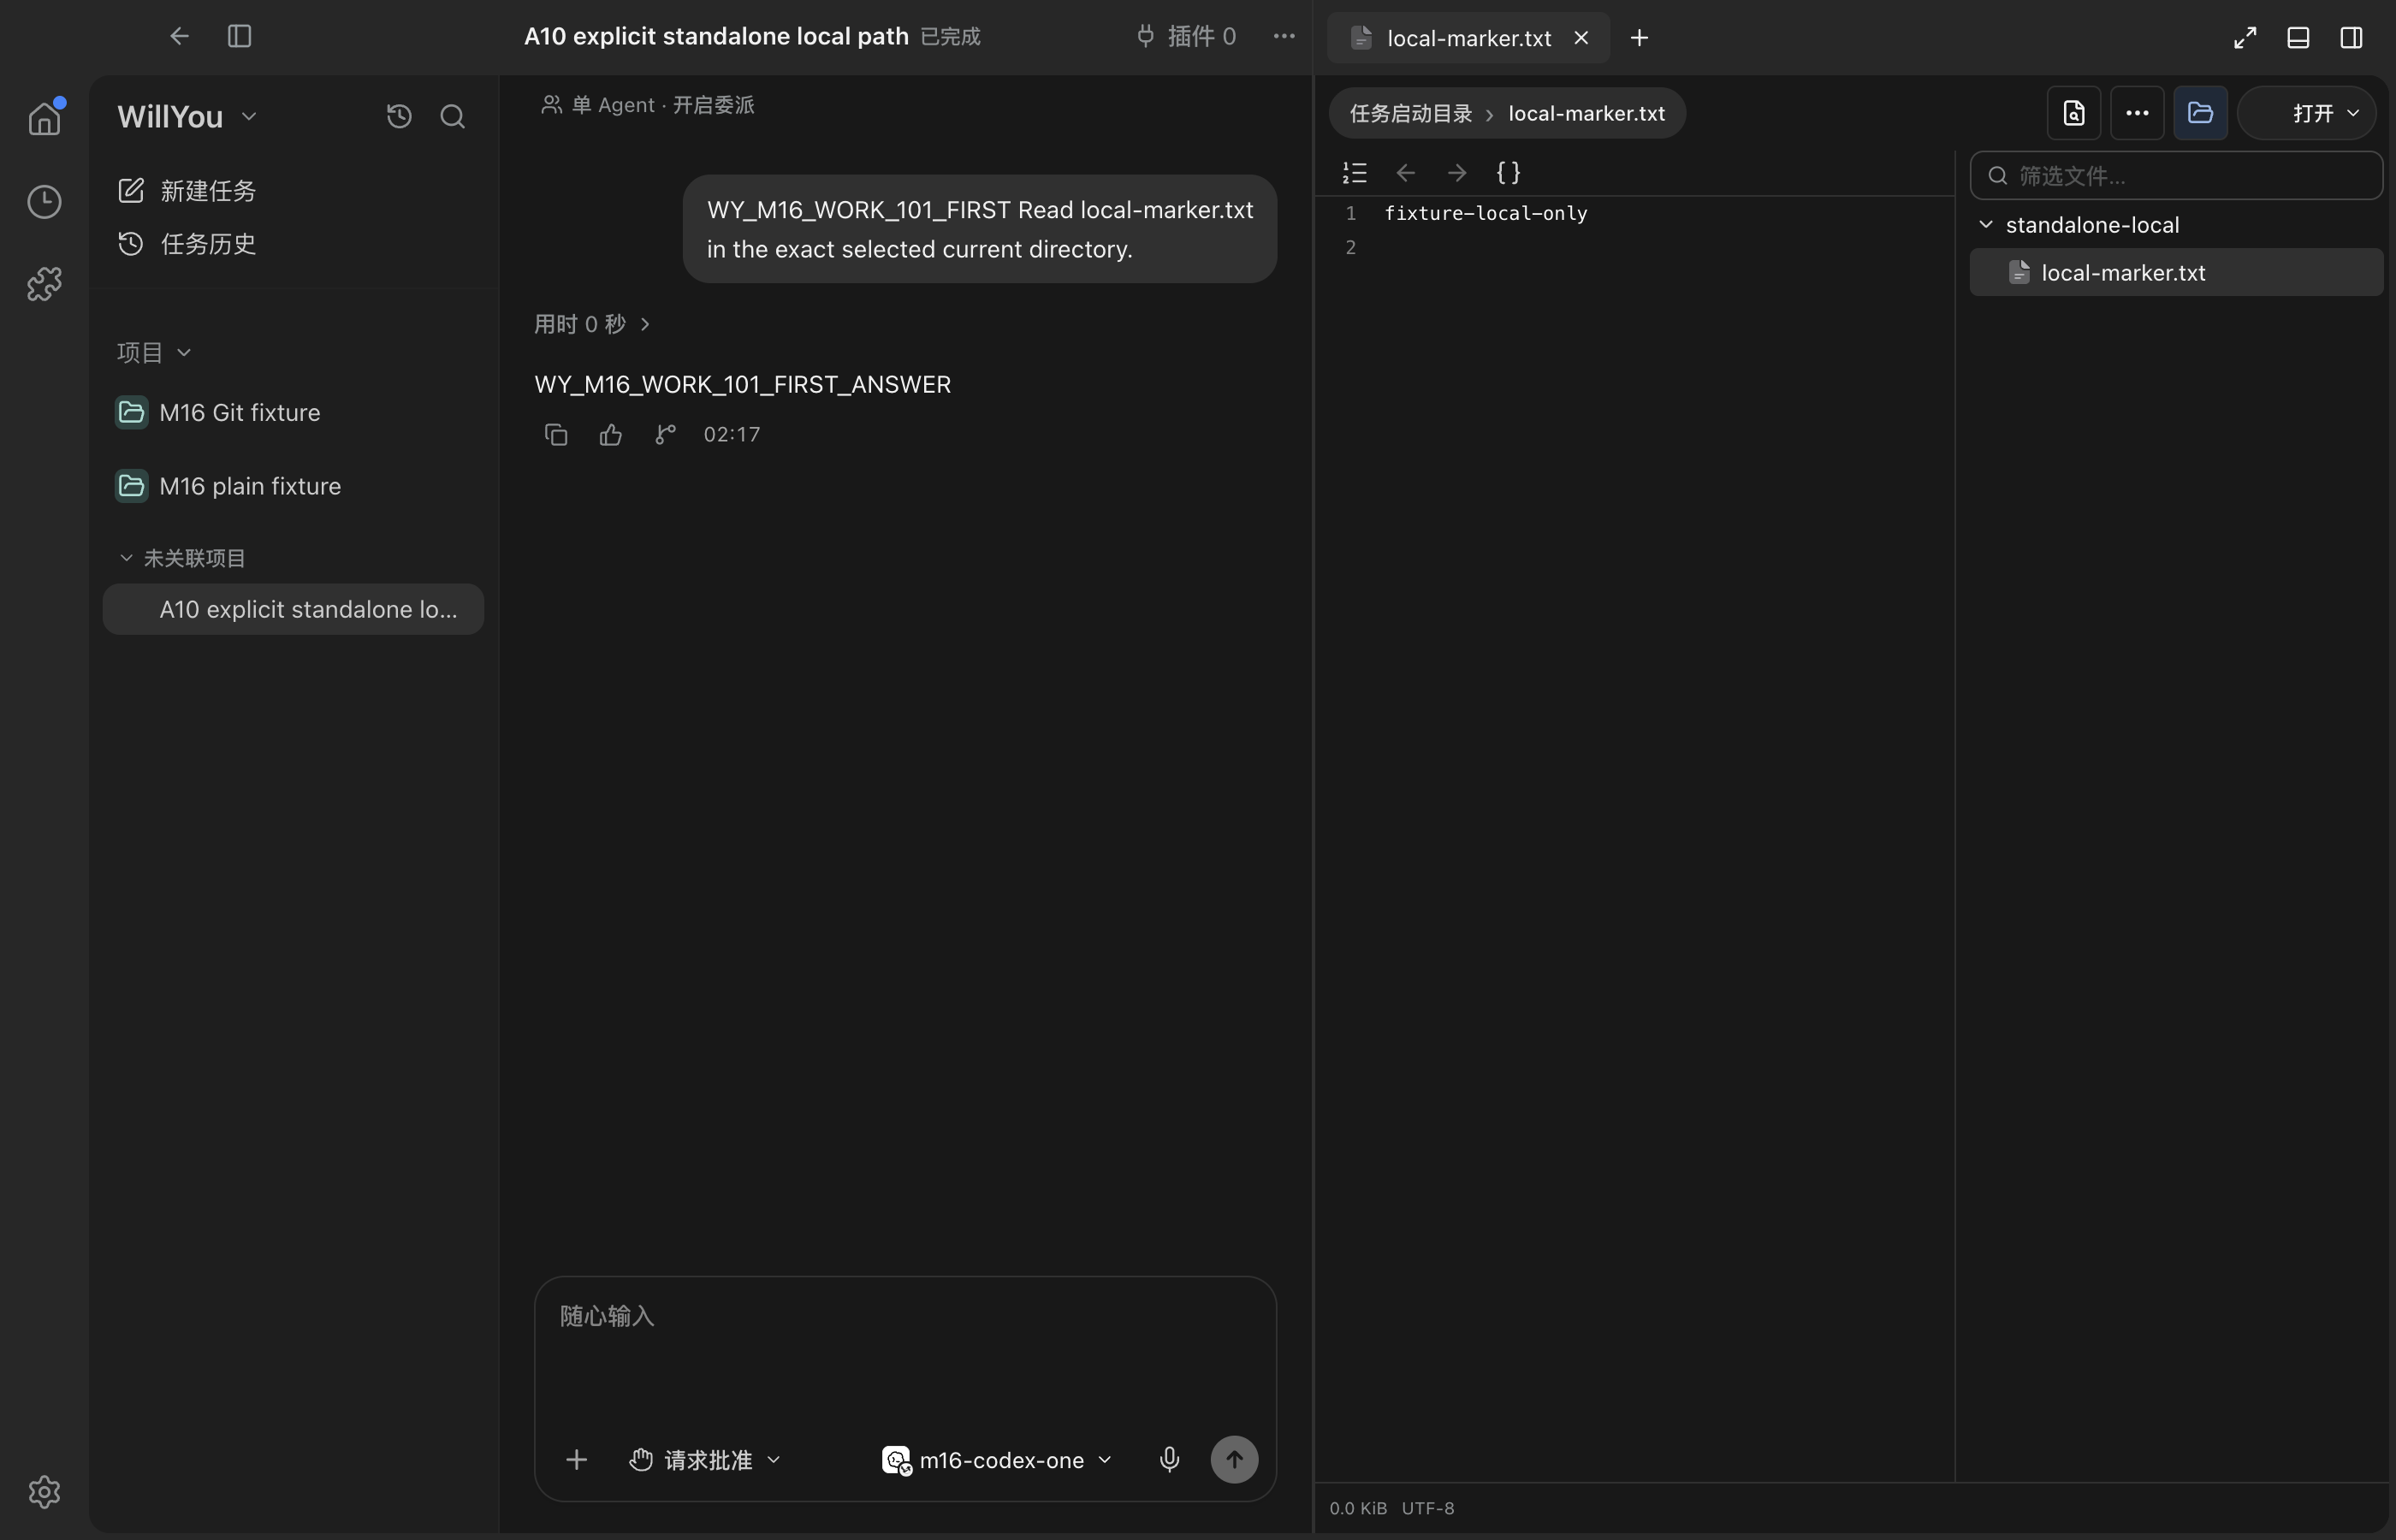 A10 explicit standalone local path 已完成
插件 0
local-marker.txt
WillYou
新建任务
任务历史
项目
M16 Git fixture
M16 plain fixture
未关联项目
A10 explicit standalone lo...
单 Agent · 开启委派
WY_M16_WORK_101_FIRST Read local-marker.txt
in the exact selected current directory.
用时 0 秒
WY_M16_WORK_101_FIRST_ANSWER
02:17
随心输入
请求批准
m16-codex-one
任务启动目录 › local-marker.txt
打开
1 fixture-local-only
2
筛选文件...
standalone-local
local-marker.txt
0.0 KiB UTF-8